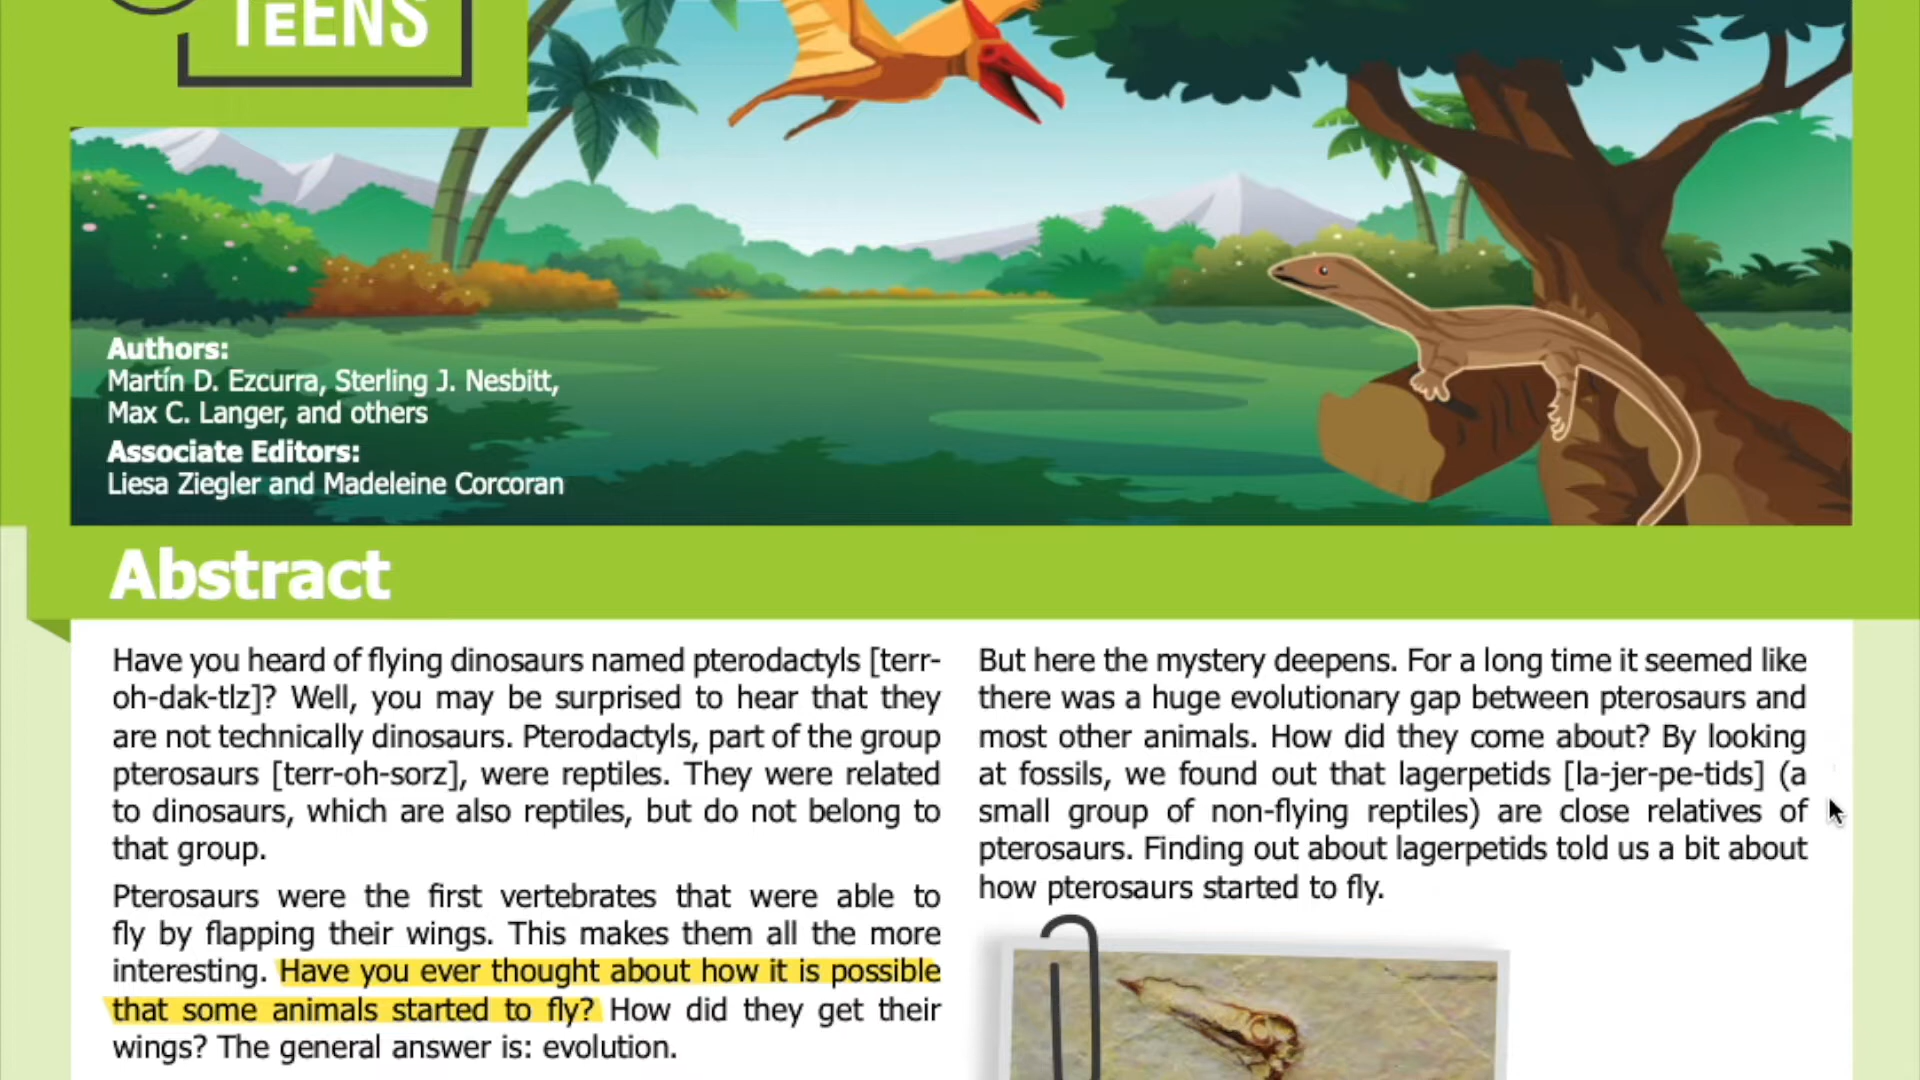 TEENS
Authors:
Martín D. Ezcurra, Sterling J. Nesbitt,
Max C. Langer, and others
Associate Editors:
Liesa Ziegler and Madeleine Corcoran
Abstract
Have you heard of flying dinosaurs named pterodactyls [terr-
oh-dak-tlz]? Well, you may be surprised to hear that they
are not technically dinosaurs. Pterodactyls, part of the group
pterosaurs [terr-oh-sorz], were reptiles. They were related
to dinosaurs, which are also reptiles, but do not belong to
that group.
Pterosaurs were the first vertebrates that were able to
fly by flapping their wings. This makes them all the more
interesting. Have you ever thought about how it is possible
that some animals started to fly? How did they get their
wings? The general answer is: evolution.
But here the mystery deepens. For a long time it seemed like
there was a huge evolutionary gap between pterosaurs and
most other animals. How did they come about? By looking
at fossils, we found out that lagerpetids [la-jer-pe-tids] (a
small group of non-flying reptiles) are close relatives of
pterosaurs. Finding out about lagerpetids told us a bit about
how pterosaurs started to fly.